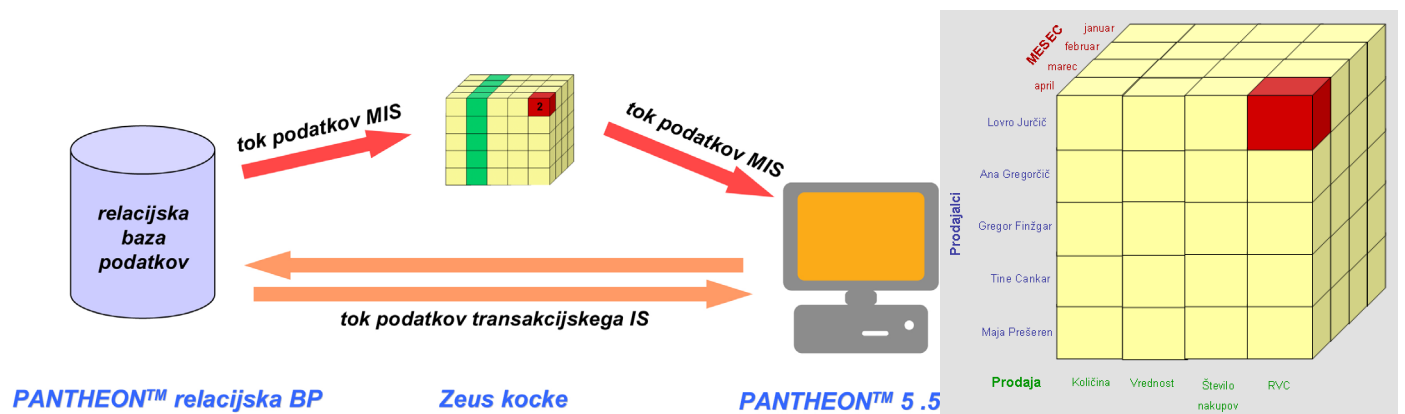 relacijska
baza
podatkov
tok podatkov MIS
2
tok podatkov MIS
tok podatkov transakcijskega IS
PANTHEON™ relacijska BP
Zeus kocke
PANTHEON™ 5 .5
MESEC
januar
februar
marec
april
Prodajalci
Lovro Jurčič
Ana Gregorčič
Gregor Finžgar
Tine Cankar
Maja Prešeren
Prodaja
Količina
Vrednost
Število
nakupov
RVC